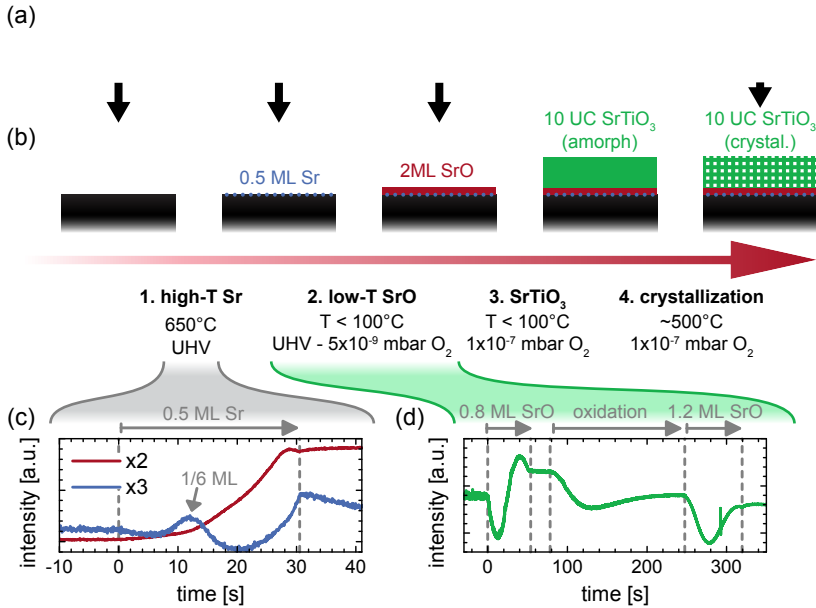 (a)
(b)
0.5 ML Sr
2ML SrO
10 UC SrTiO₃
(amorph)
10 UC SrTiO₃
(crystal.)
1. high-T Sr
650°C
UHV
2. low-T SrO
T < 100°C
UHV - 5x10⁻⁹ mbar O₂
3. SrTiO₃
T < 100°C
1x10⁻⁷ mbar O₂
4. crystallization
~500°C
1x10⁻⁷ mbar O₂
(c)
0.5 ML Sr
x2
x3
1/6 ML
intensity [a.u.]
-10 0 10 20 30 40
time [s]
(d)
0.8 ML SrO
oxidation
1.2 ML SrO
intensity [a.u.]
0 100 200 300
time [s]